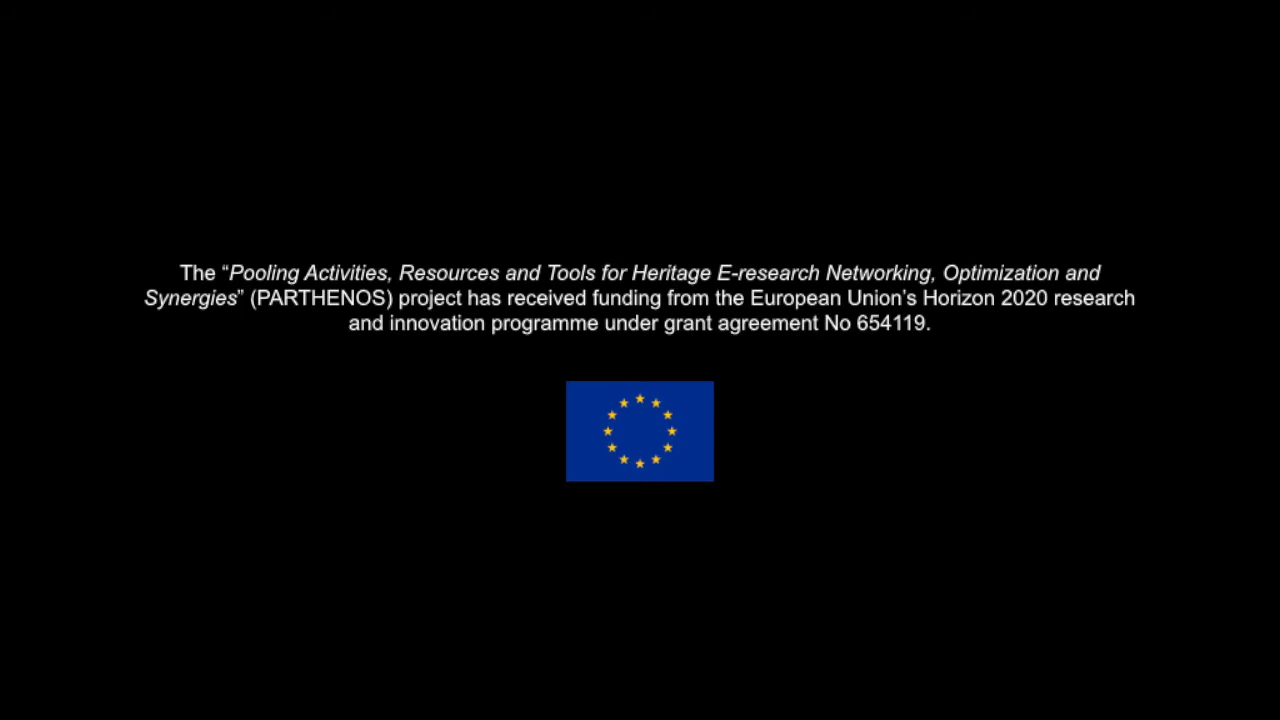 The “Pooling Activities, Resources and Tools for Heritage E-research Networking, Optimization and
Synergies” (PARTHENOS) project has received funding from the European Union’s Horizon 2020 research
and innovation programme under grant agreement No 654119.